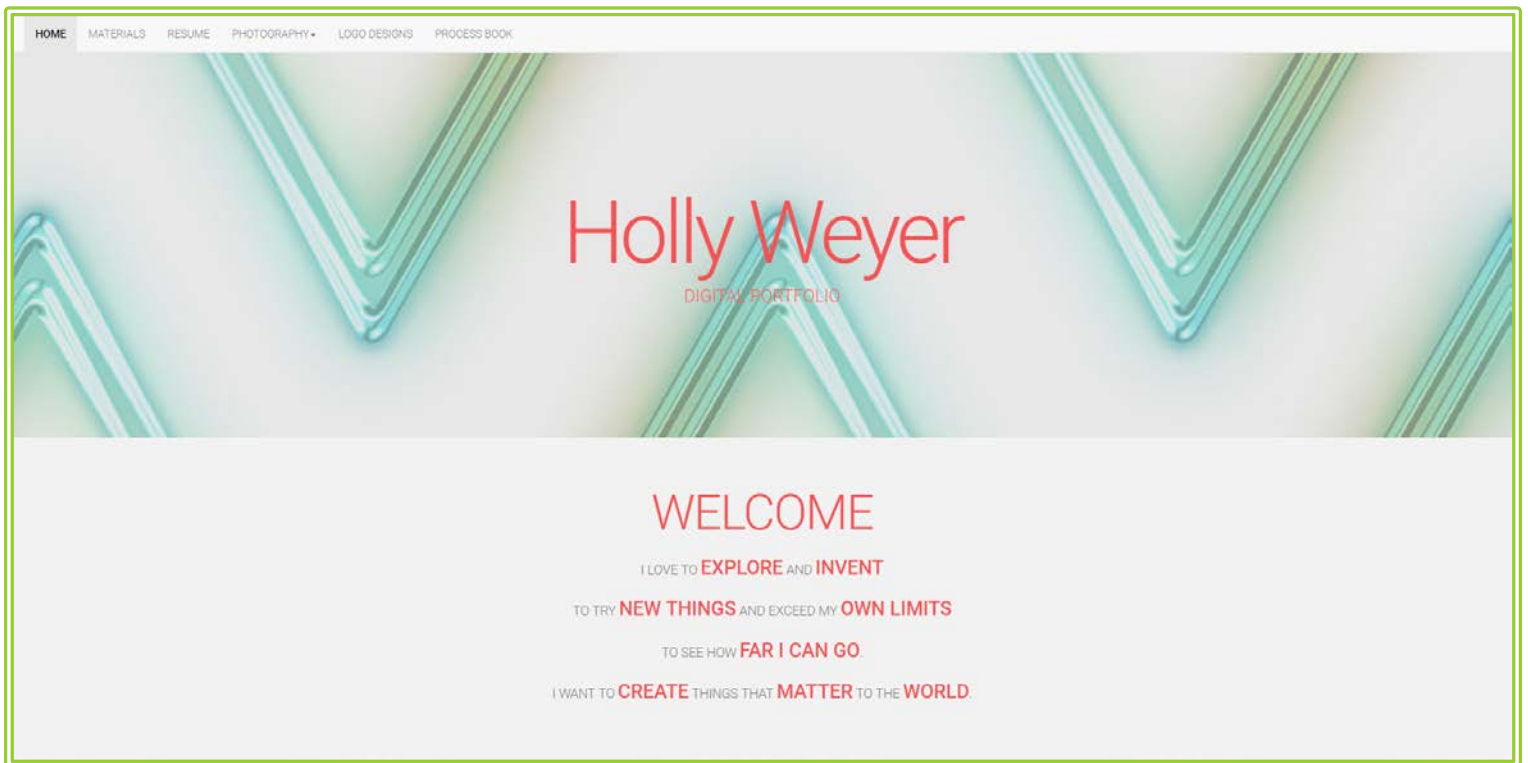 HOME MATERIALS RESUME PHOTOGRAPHY LOGO DESIGNS PROCESS BOOK
Holly Weyer
DIGITAL PORTFOLIO
WELCOME
I LOVE TO EXPLORE AND INVENT
TO TRY NEW THINGS AND EXCEED MY OWN LIMITS
TO SEE HOW FAR I CAN GO.
I WANT TO CREATE THINGS THAT MATTER TO THE WORLD.